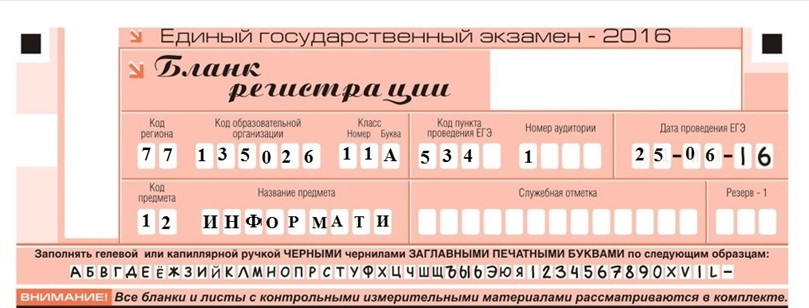 Единый государственный экзамен - 2016
Бланк
регистрации
Код региона
Код образовательной организации
Класс
Номер Буква
Код пункта проведения ЕГЭ
Номер аудитории
Дата проведения ЕГЭ
77 135026 11А 534 1 25-06-16
Код предмета
Название предмета
Служебная отметка
Резерв - 1
12 ИНФОРМАТИ
Заполнять гелевой или капиллярной ручкой ЧЕРНЫМИ чернилами ЗАГЛАВНЫМИ ПЕЧАТНЫМИ БУКВАМИ по следующим образцам:
АБВГДЕЁЖЗИЙКЛМНОПРСТУФХЦЧШЩЪЫЬЭЮЯ1234567890XVIL-
ВНИМАНИЕ! Все бланки и листы с контрольными измерительными материалами рассматриваются в комплекте.